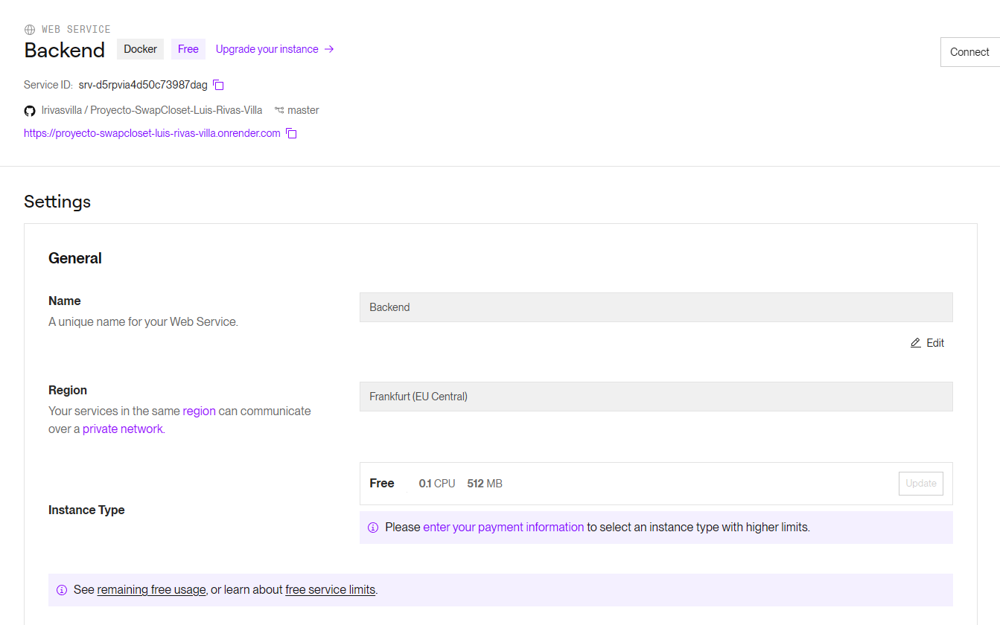 WEB SERVICE
Backend Docker Free Upgrade your instance →
Connect
Service ID: srv-d5rpvia4d50c73987dag
lrivasvilla / Proyecto-SwapCloset-Luis-Rivas-Villa master
https://proyecto-swapcloset-luis-rivas-villa.onrender.com
Settings
General
Name
A unique name for your Web Service.
Backend
Edit
Region
Your services in the same region can communicate
over a private network.
Frankfurt (EU Central)
Instance Type
Free 0.1 CPU 512 MB
Update
Please enter your payment information to select an instance type with higher limits.
See remaining free usage, or learn about free service limits.